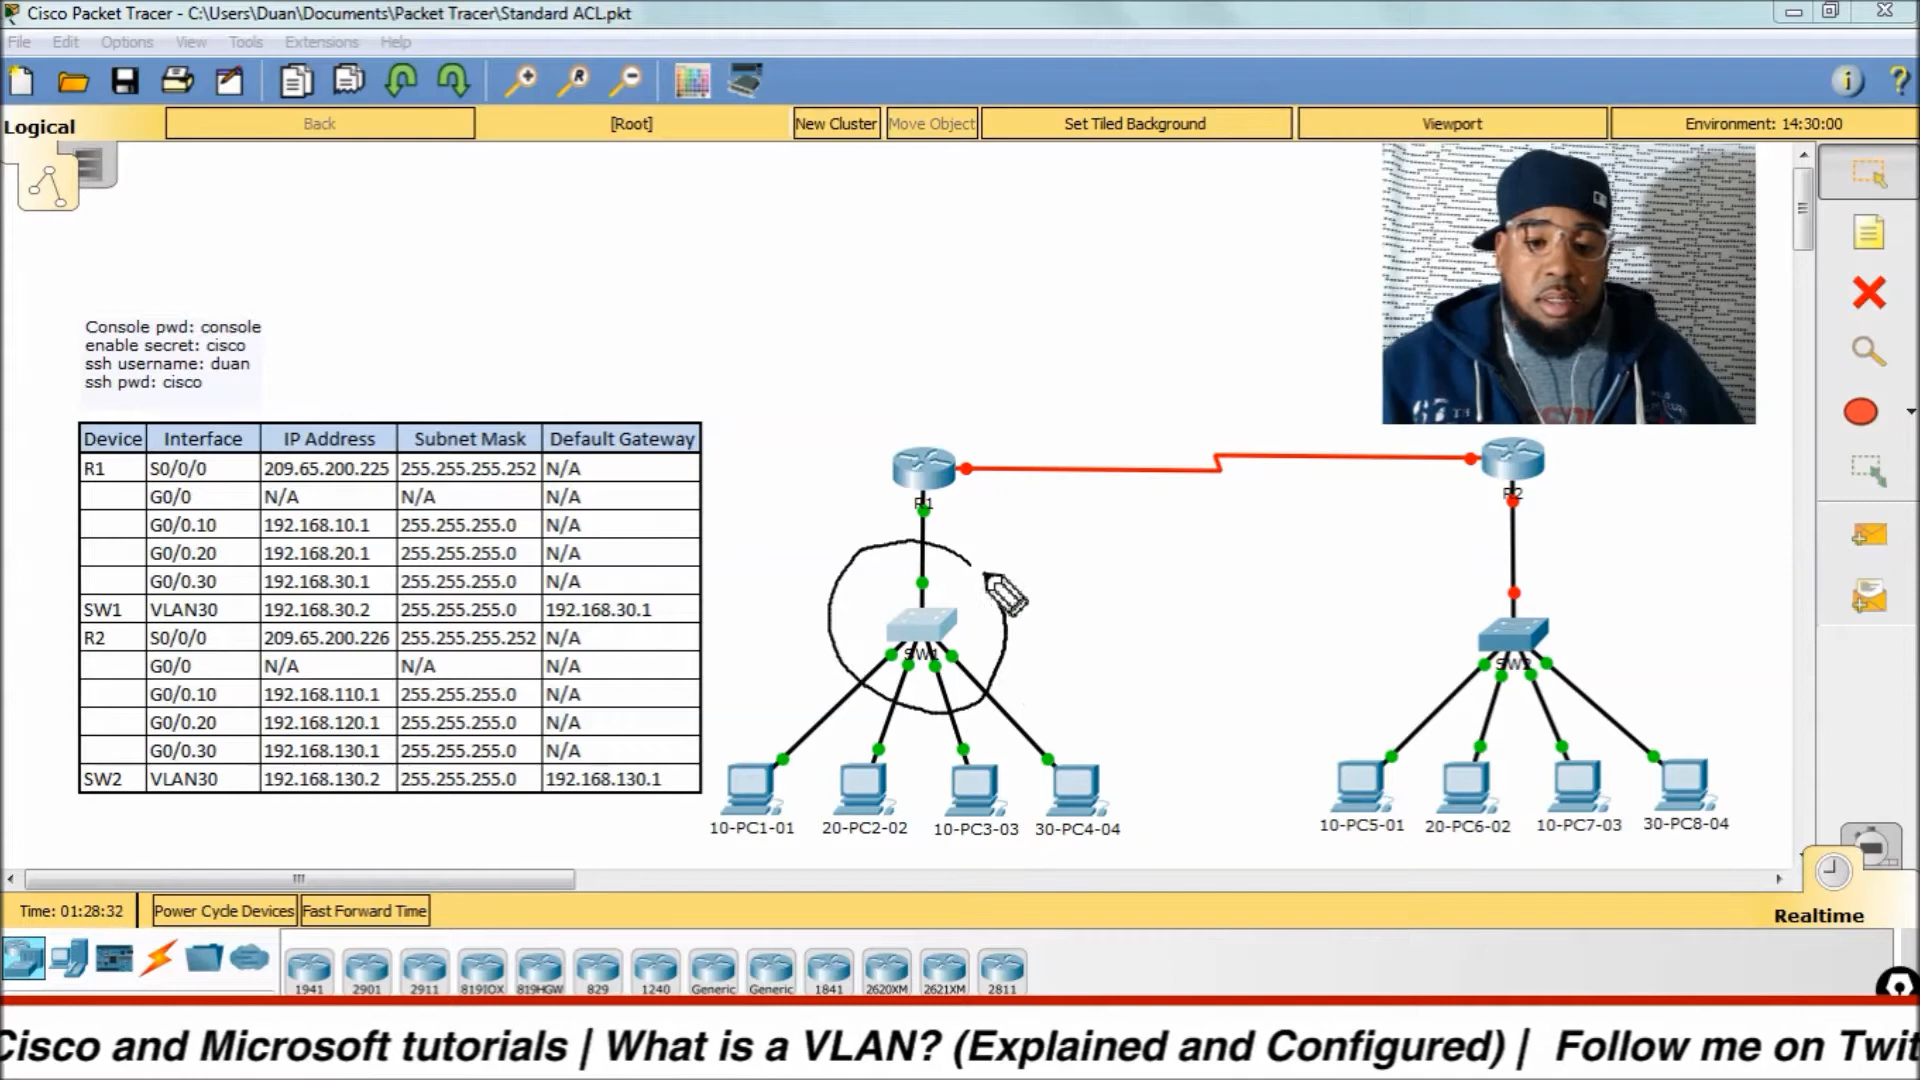 Cisco Packet Tracer - C:\Users\Duan\Documents\Packet Tracer\Standard ACL.pkt
File Edit Options View Tools Extensions Help
Logical Back [Root] New Cluster Move Object Set Tiled Background Viewport Environment: 14:30:00
Console pwd: console
enable secret: cisco
ssh username: duan
ssh pwd: cisco
Device Interface IP Address Subnet Mask Default Gateway
R1 S0/0/0 209.65.200.225 255.255.255.252 N/A
G0/0 N/A N/A N/A
G0/0.10 192.168.10.1 255.255.255.0 N/A
G0/0.20 192.168.20.1 255.255.255.0 N/A
G0/0.30 192.168.30.1 255.255.255.0 N/A
SW1 VLAN30 192.168.30.2 255.255.255.0 192.168.30.1
R2 S0/0/0 209.65.200.226 255.255.255.252 N/A
G0/0 N/A N/A N/A
G0/0.10 192.168.110.1 255.255.255.0 N/A
G0/0.20 192.168.120.1 255.255.255.0 N/A
G0/0.30 192.168.130.1 255.255.255.0 N/A
SW2 VLAN30 192.168.130.2 255.255.255.0 192.168.130.1
R1
R2
SW1
SW2
10-PC1-01 20-PC2-02 10-PC3-03 30-PC4-04
10-PC5-01 20-PC6-02 10-PC7-03 30-PC8-04
67TH
Time: 01:28:32 Power Cycle Devices Fast Forward Time Realtime
1941 2901 2911 819IOX 819HGW 829 1240 Generic Generic 1841 2620XM 2621XM 2811
Cisco and Microsoft tutorials | What is a VLAN? (Explained and Configured) | Follow me on Twit